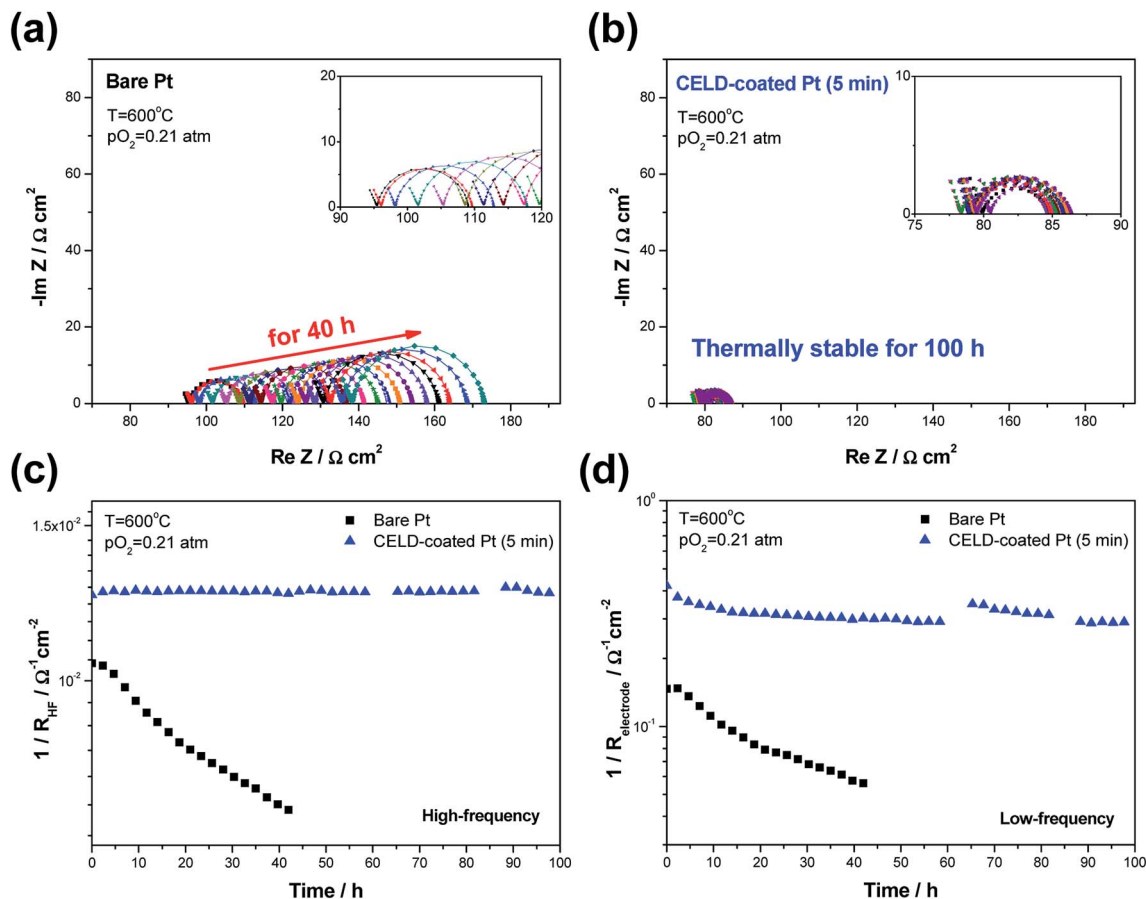 (a)
Bare Pt
T=600°C
pO₂=0.21 atm
for 40 h
-Im Z / Ω cm²
80
60
40
20
0
80 100 120 140 160 180
Re Z / Ω cm²
20
10
0
90 100 110 120
(b)
CELD-coated Pt (5 min)
T=600°C
pO₂=0.21 atm
Thermally stable for 100 h
-Im Z / Ω cm²
80
60
40
20
0
80 100 120 140 160 180
Re Z / Ω cm²
10
5
0
75 80 85 90
(c)
T=600°C
pO₂=0.21 atm
Bare Pt
CELD-coated Pt (5 min)
High-frequency
1 / R_HF / Ω⁻¹cm⁻²
1.5x10⁻²
10⁻²
0 10 20 30 40 50 60 70 80 90 100
Time / h
(d)
T=600°C
pO₂=0.21 atm
Bare Pt
CELD-coated Pt (5 min)
Low-frequency
1 / R_electrode / Ω⁻¹cm⁻²
10⁰
10⁻¹
0 10 20 30 40 50 60 70 80 90 100
Time / h